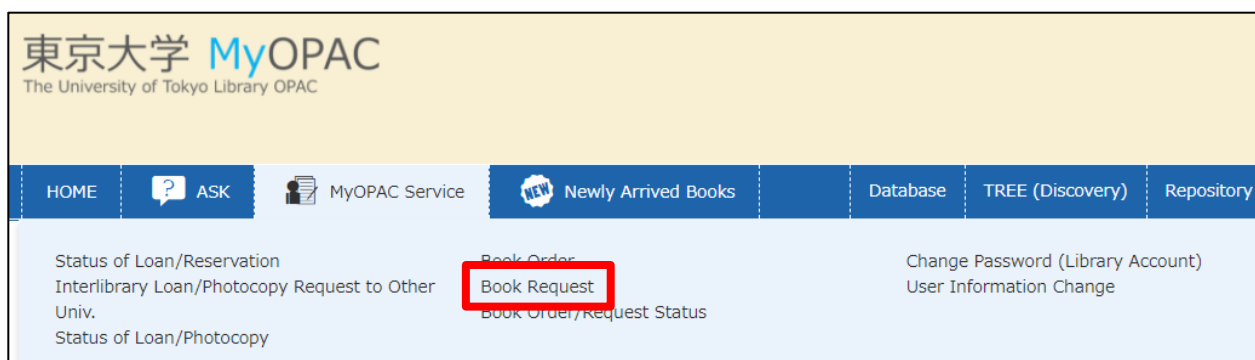 東京大学 MyOPAC
The University of Tokyo Library OPAC
HOME
? ASK
MyOPAC Service
NEW Newly Arrived Books
Database
TREE (Discovery)
Repository
Status of Loan/Reservation
Interlibrary Loan/Photocopy Request to Other
Univ.
Status of Loan/Photocopy
Book Order
Book Request
Book Order/Request Status
Change Password (Library Account)
User Information Change